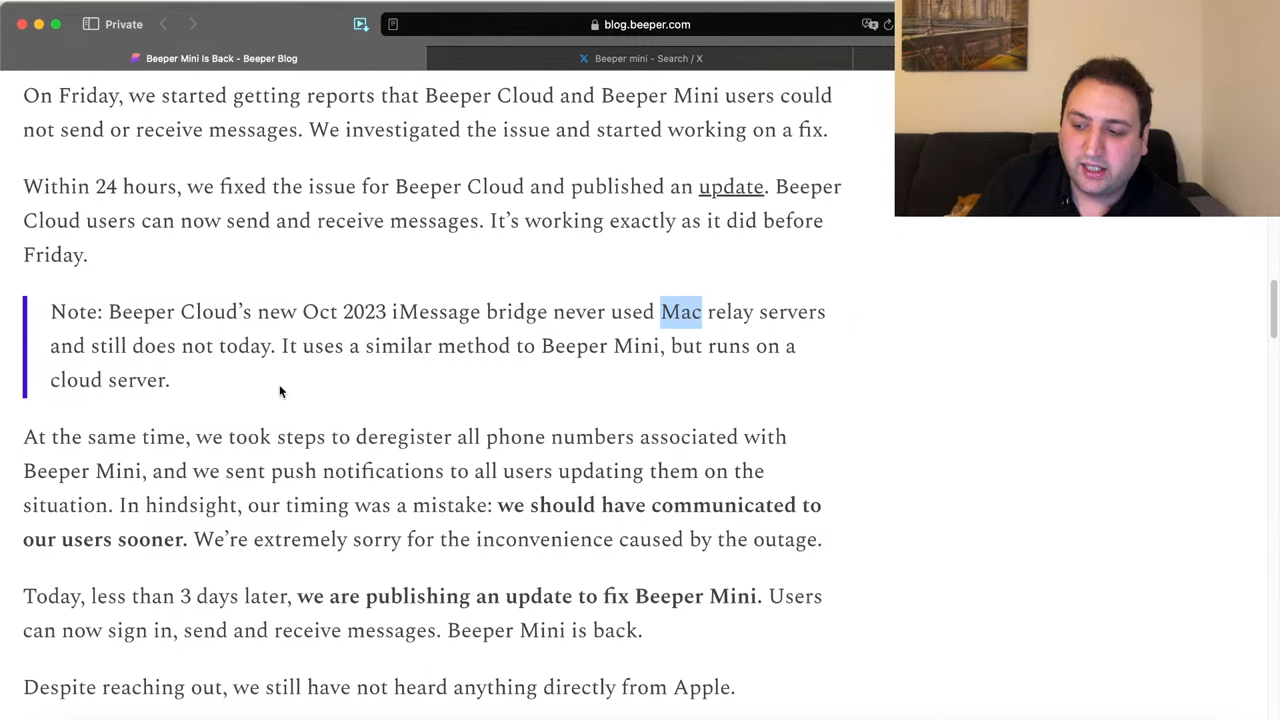 Private
blog.beeper.com
Beeper Mini Is Back - Beeper Blog
Beeper mini - Search / X
On Friday, we started getting reports that Beeper Cloud and Beeper Mini users could
not send or receive messages. We investigated the issue and started working on a fix.
Within 24 hours, we fixed the issue for Beeper Cloud and published an update. Beeper
Cloud users can now send and receive messages. It’s working exactly as it did before
Friday.
Note: Beeper Cloud’s new Oct 2023 iMessage bridge never used Mac relay servers
and still does not today. It uses a similar method to Beeper Mini, but runs on a
cloud server.
At the same time, we took steps to deregister all phone numbers associated with
Beeper Mini, and we sent push notifications to all users updating them on the
situation. In hindsight, our timing was a mistake: we should have communicated to
our users sooner. We’re extremely sorry for the inconvenience caused by the outage.
Today, less than 3 days later, we are publishing an update to fix Beeper Mini. Users
can now sign in, send and receive messages. Beeper Mini is back.
Despite reaching out, we still have not heard anything directly from Apple.